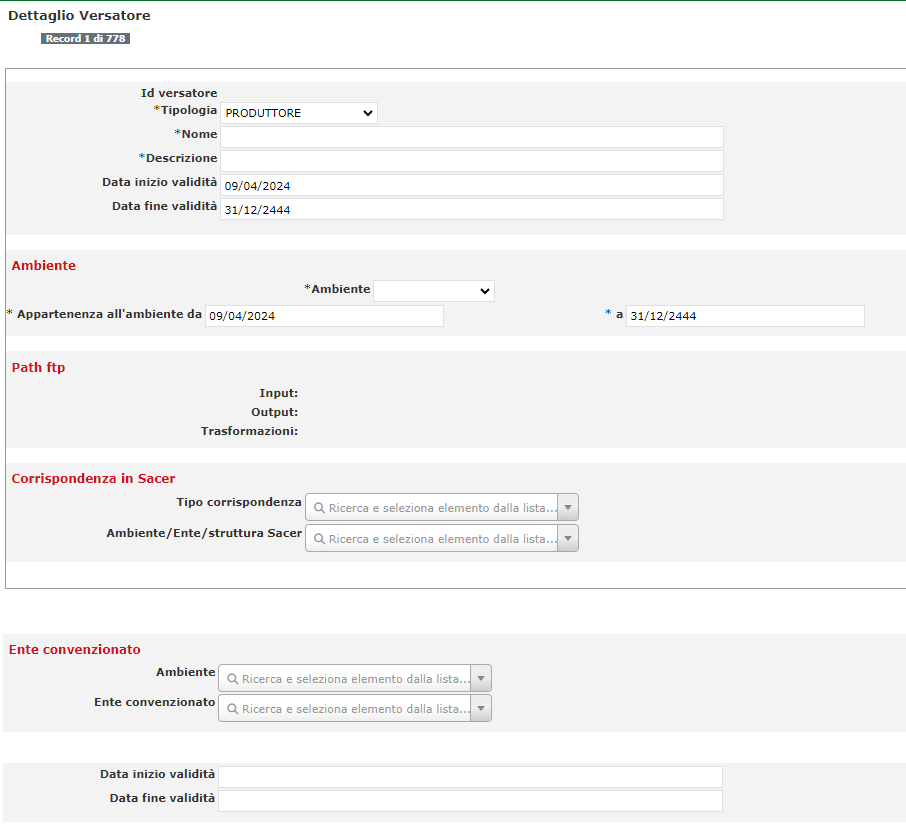 Dettaglio Versatore
Record 1 di 778
Id versatore
*Tipologia PRODUTTORE
*Nome
*Descrizione
Data inizio validità 09/04/2024
Data fine validità 31/12/2444
Ambiente
*Ambiente
* Appartenenza all'ambiente da 09/04/2024 * a 31/12/2444
Path ftp
Input:
Output:
Trasformazioni:
Corrispondenza in Sacer
Tipo corrispondenza Ricerca e seleziona elemento dalla lista...
Ambiente/Ente/struttura Sacer Ricerca e seleziona elemento dalla lista...
Ente convenzionato
Ambiente Ricerca e seleziona elemento dalla lista...
Ente convenzionato Ricerca e seleziona elemento dalla lista...
Data inizio validità
Data fine validità